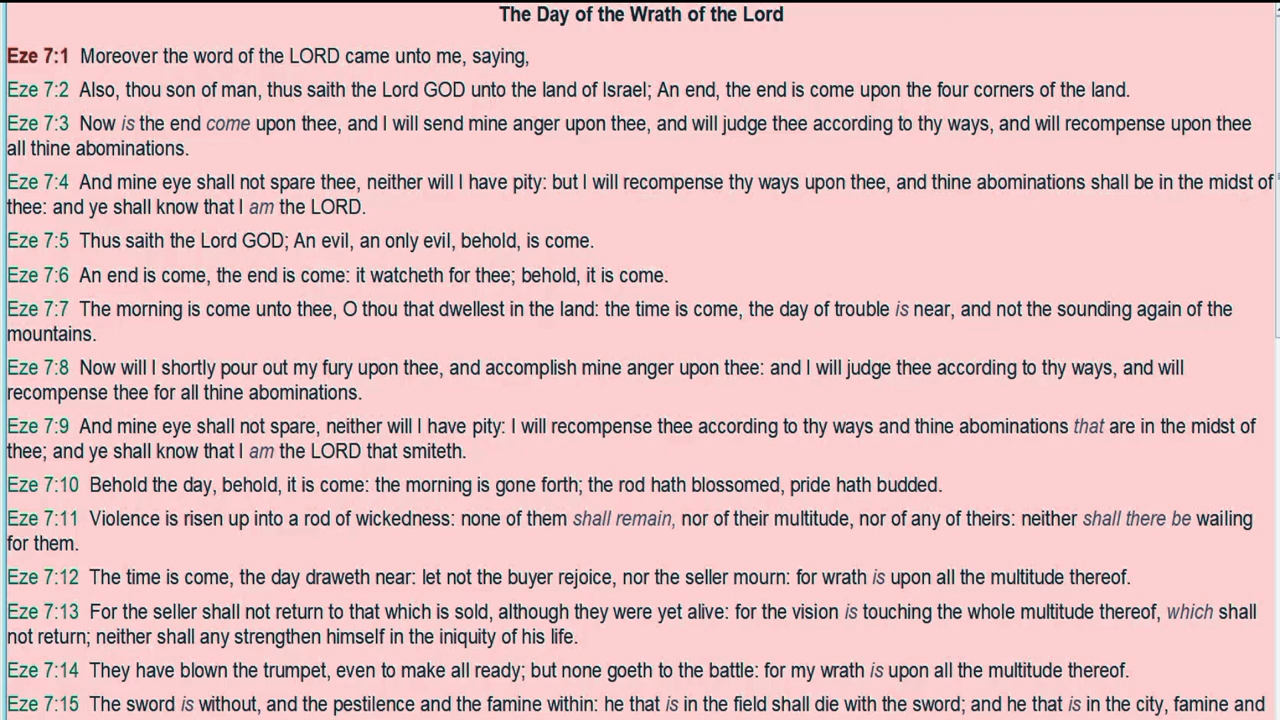 The Day of the Wrath of the Lord
Eze 7:1 Moreover the word of the LORD came unto me, saying,
Eze 7:2 Also, thou son of man, thus saith the Lord GOD unto the land of Israel; An end, the end is come upon the four corners of the land.
Eze 7:3 Now is the end come upon thee, and I will send mine anger upon thee, and will judge thee according to thy ways, and will recompense upon thee
all thine abominations.
Eze 7:4 And mine eye shall not spare thee, neither will I have pity: but I will recompense thy ways upon thee, and thine abominations shall be in the midst of
thee: and ye shall know that I am the LORD.
Eze 7:5 Thus saith the Lord GOD; An evil, an only evil, behold, is come.
Eze 7:6 An end is come, the end is come: it watcheth for thee; behold, it is come.
Eze 7:7 The morning is come unto thee, O thou that dwellest in the land: the time is come, the day of trouble is near, and not the sounding again of the
mountains.
Eze 7:8 Now will I shortly pour out my fury upon thee, and accomplish mine anger upon thee: and I will judge thee according to thy ways, and will
recompense thee for all thine abominations.
Eze 7:9 And mine eye shall not spare, neither will I have pity: I will recompense thee according to thy ways and thine abominations that are in the midst of
thee; and ye shall know that I am the LORD that smiteth.
Eze 7:10 Behold the day, behold, it is come: the morning is gone forth; the rod hath blossomed, pride hath budded.
Eze 7:11 Violence is risen up into a rod of wickedness: none of them shall remain, nor of their multitude, nor of any of theirs: neither shall there be wailing
for them.
Eze 7:12 The time is come, the day draweth near: let not the buyer rejoice, nor the seller mourn: for wrath is upon all the multitude thereof.
Eze 7:13 For the seller shall not return to that which is sold, although they were yet alive: for the vision is touching the whole multitude thereof, which shall
not return; neither shall any strengthen himself in the iniquity of his life.
Eze 7:14 They have blown the trumpet, even to make all ready; but none goeth to the battle: for my wrath is upon all the multitude thereof.
Eze 7:15 The sword is without, and the pestilence and the famine within: he that is in the field shall die with the sword; and he that is in the city, famine and